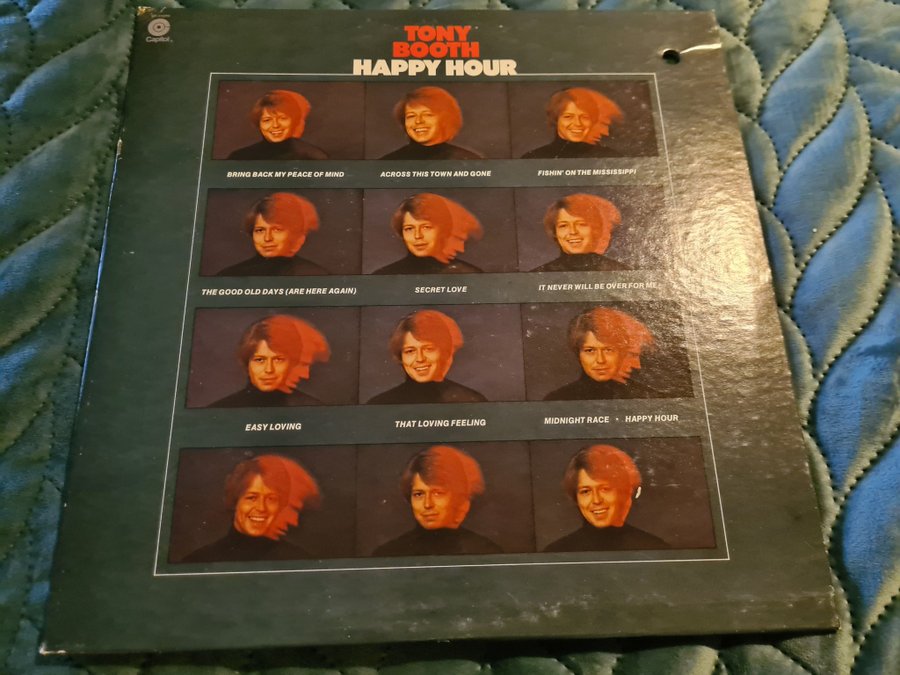 Capitol
TONY
BOOTH
HAPPY HOUR
BRING BACK MY PEACE OF MIND
ACROSS THIS TOWN AND GONE
FISHIN' ON THE MISSISSIPPI
THE GOOD OLD DAYS (ARE HERE AGAIN)
SECRET LOVE
IT NEVER WILL BE OVER FOR ME
EASY LOVING
THAT LOVING FEELING
MIDNIGHT RACE • HAPPY HOUR